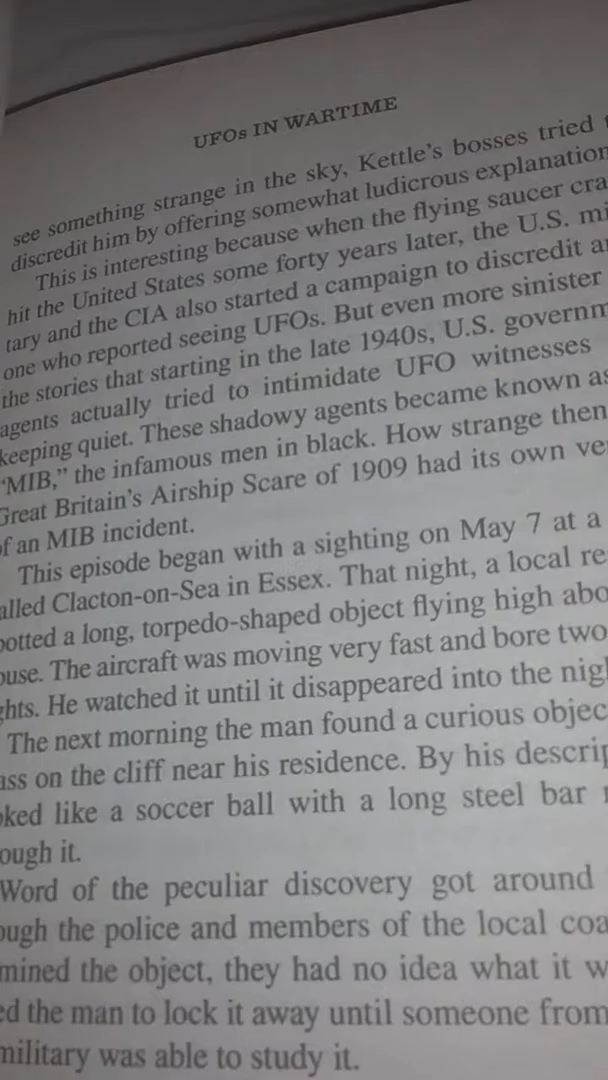 UFOs IN WARTIME
see something strange in the sky, Kettle's bosses tried
discredit him by offering somewhat ludicrous explanation
This is interesting because when the flying saucer cra
hit the United States some forty years later, the U.S. mi
tary and the CIA also started a campaign to discredit a
one who reported seeing UFOs. But even more sinister
the stories that starting in the late 1940s, U.S. governm
agents actually tried to intimidate UFO witnesses
keeping quiet. These shadowy agents became known as
"MIB," the infamous men in black. How strange then
Great Britain's Airship Scare of 1909 had its own ve
of an MIB incident.
This episode began with a sighting on May 7 at a
alled Clacton-on-Sea in Essex. That night, a local re
potted a long, torpedo-shaped object flying high abo
ouse. The aircraft was moving very fast and bore two
ghts. He watched it until it disappeared into the nigh
The next morning the man found a curious objec
ass on the cliff near his residence. By his descrip
oked like a soccer ball with a long steel bar
ough it.
Word of the peculiar discovery got around
ough the police and members of the local coa
mined the object, they had no idea what it w
ed the man to lock it away until someone from
military was able to study it.